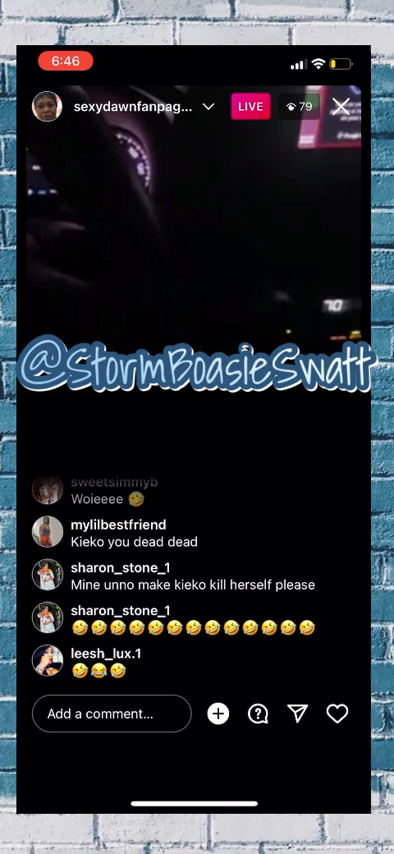 6:46
sexydawnfanpag...
LIVE
79
70
@StormBoasieSwatt
sweetsimmyb
Woieeee 🤣
mylilbestfriend
Kieko you dead dead
sharon_stone_1
Mine unno make kieko kill herself please
sharon_stone_1
🤣😂🤣😂🤣😂🤣😂🤣😂🤣😂🤣
leesh_lux.1
🤣😂🤣
Add a comment...